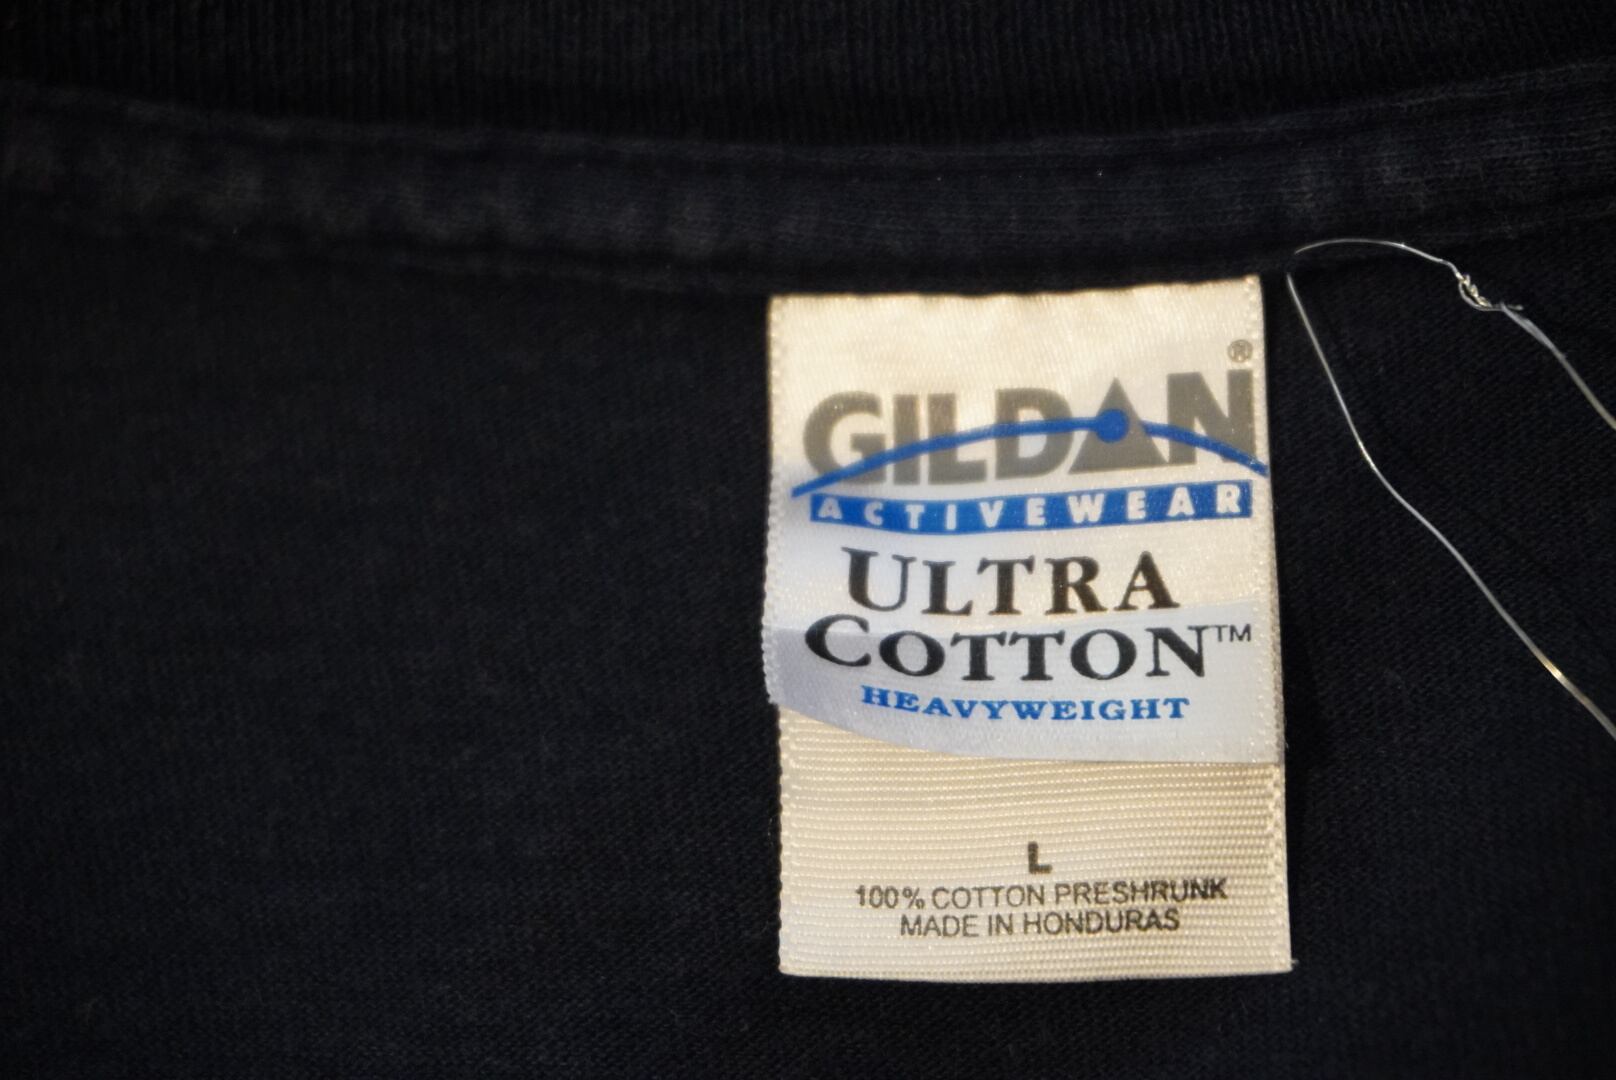 GILDAN®
ACTIVEWEAR
ULTRA
COTTON™
HEAVYWEIGHT
L
100% COTTON PRESHRUNK
MADE IN HONDURAS